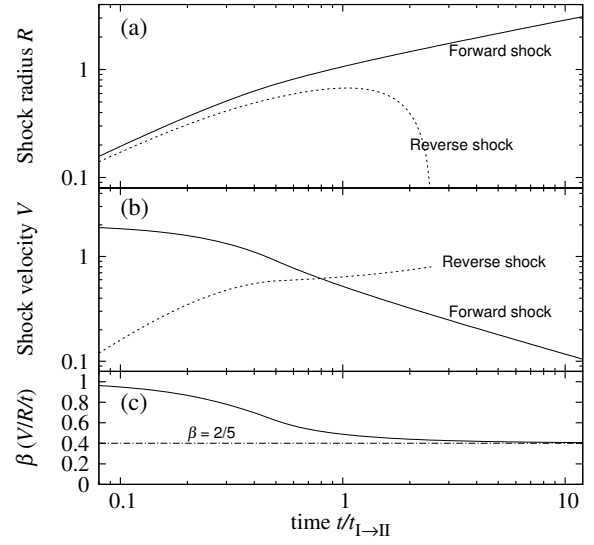 (a)
Shock radius R
1
0.1
Forward shock
Reverse shock
(b)
Shock velocity V
1
0.1
Reverse shock
Forward shock
(c)
β (V/R/t)
1
0.8
0.6
0.4
0.2
0
β = 2/5
0.1
1
10
time t/t_{I→II}